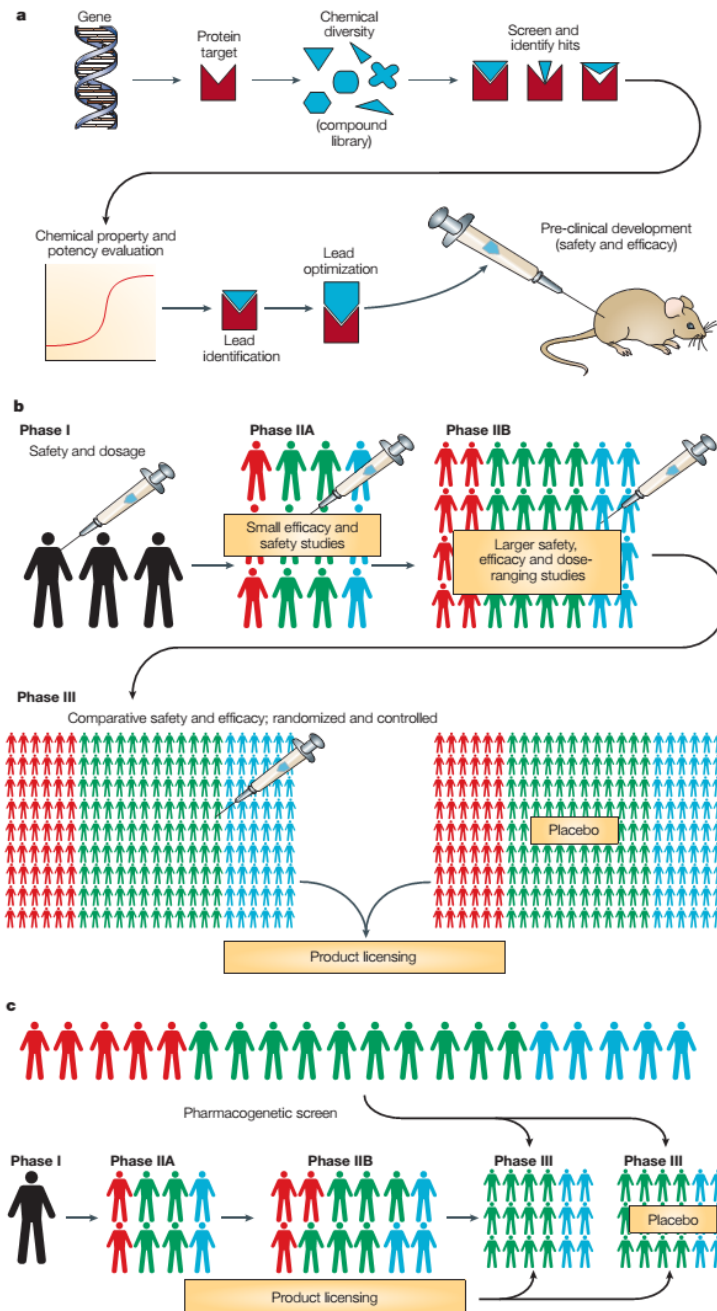 a
Gene
Protein
target
Chemical
diversity
(compound
library)
Screen and
identify hits
Chemical property and
potency evaluation
Lead
identification
Lead
optimization
Pre-clinical development
(safety and efficacy)
b
Phase I
Safety and dosage
Phase IIA
Small efficacy and
safety studies
Phase IIB
Larger safety,
efficacy and dose-
ranging studies
Phase III
Comparative safety and efficacy; randomized and controlled
Placebo
Product licensing
c
Pharmacogenetic screen
Phase I
Phase IIA
Phase IIB
Phase III
Phase III
Placebo
Product licensing